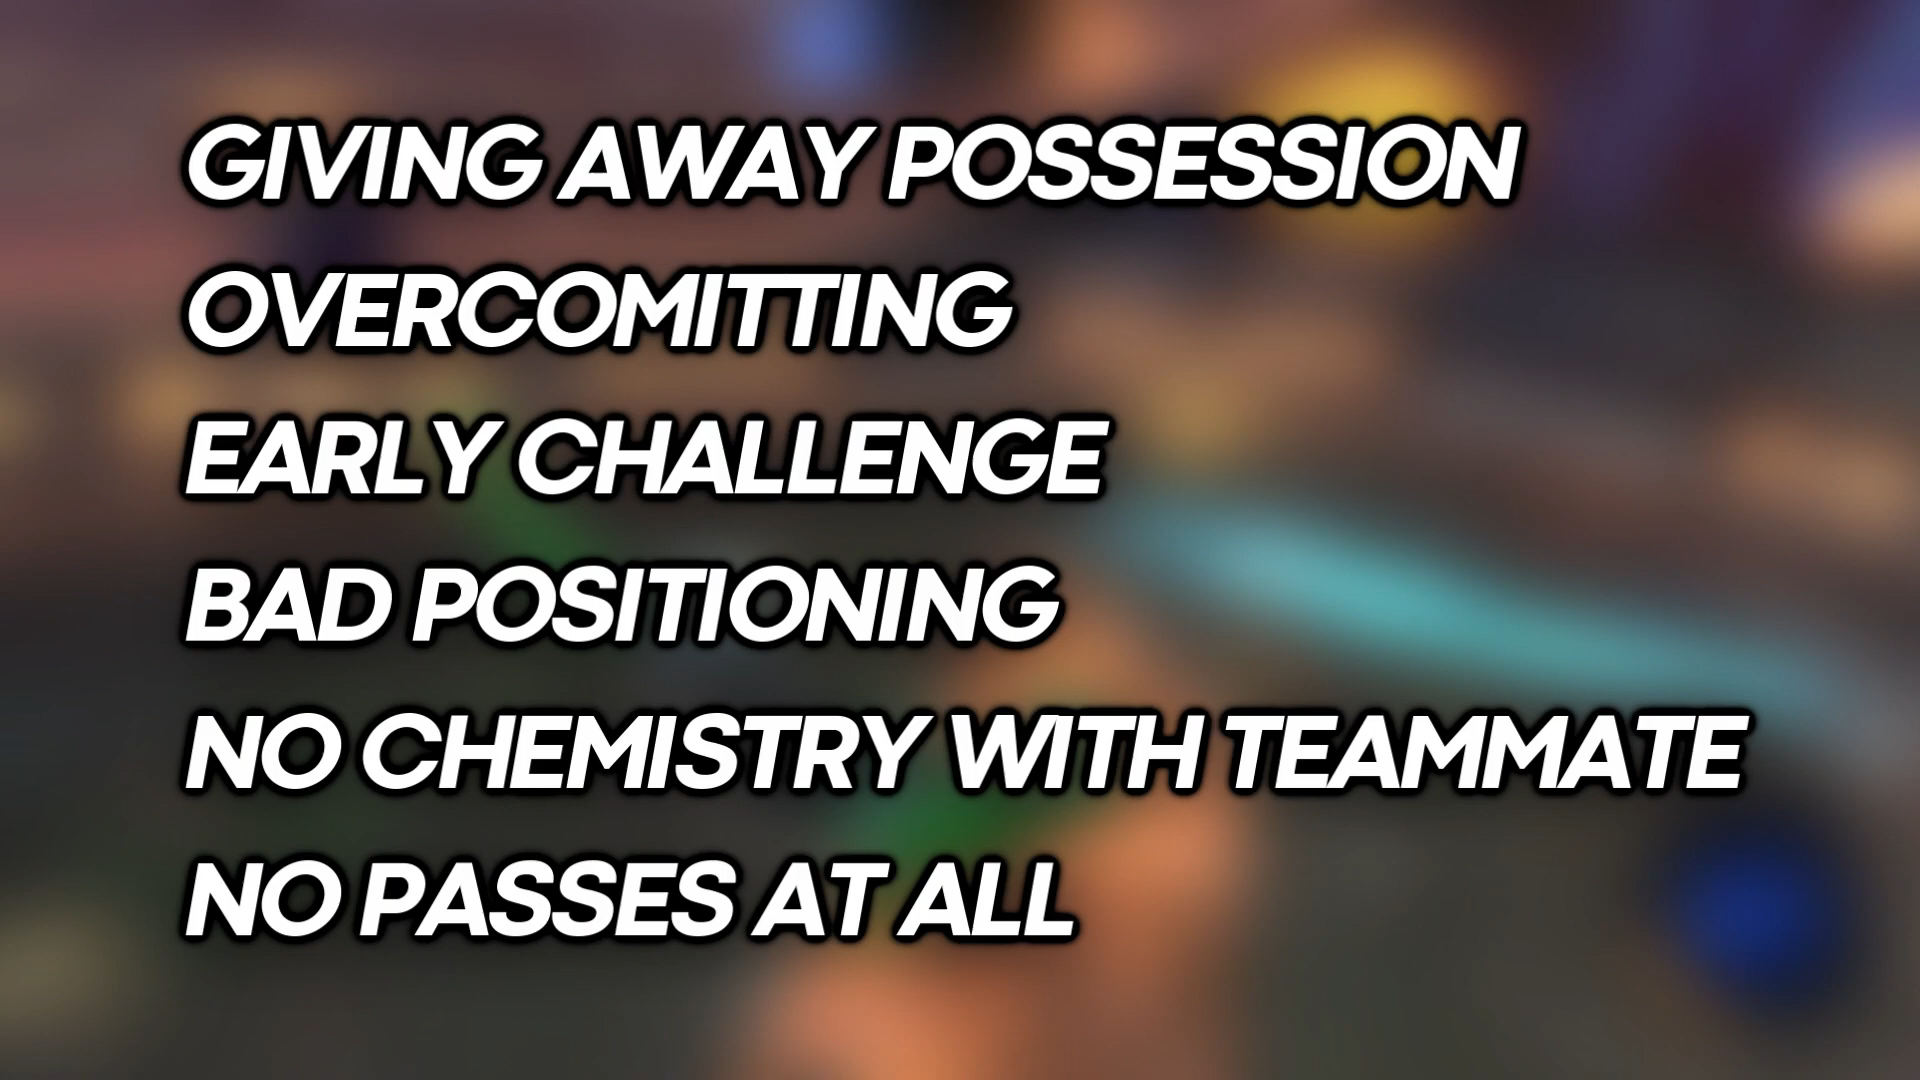 GIVING AWAY POSSESSION
OVERCOMITTING
EARLY CHALLENGE
BAD POSITIONING
NO CHEMISTRY WITH TEAMMATE
NO PASSES AT ALL